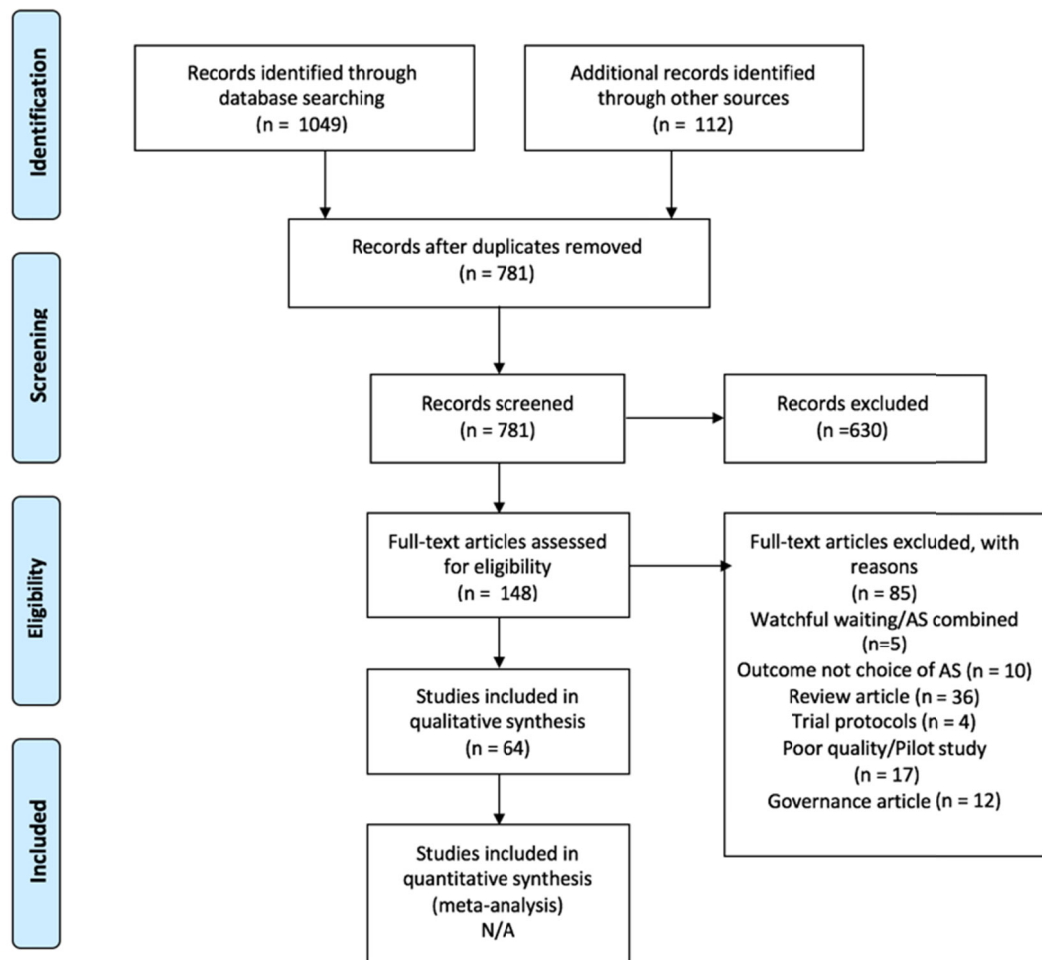 Identification
Records identified through
database searching
(n = 1049)
Additional records identified
through other sources
(n = 112)
Records after duplicates removed
(n = 781)
Screening
Records screened
(n = 781)
Records excluded
(n =630)
Eligibility
Full-text articles assessed
for eligibility
(n = 148)
Full-text articles excluded, with
reasons
(n = 85)
Watchful waiting/AS combined
(n=5)
Outcome not choice of AS (n = 10)
Review article (n = 36)
Trial protocols (n = 4)
Poor quality/Pilot study
(n = 17)
Governance article (n = 12)
Studies included in
qualitative synthesis
(n = 64)
Included
Studies included in
quantitative synthesis
(meta-analysis)
N/A